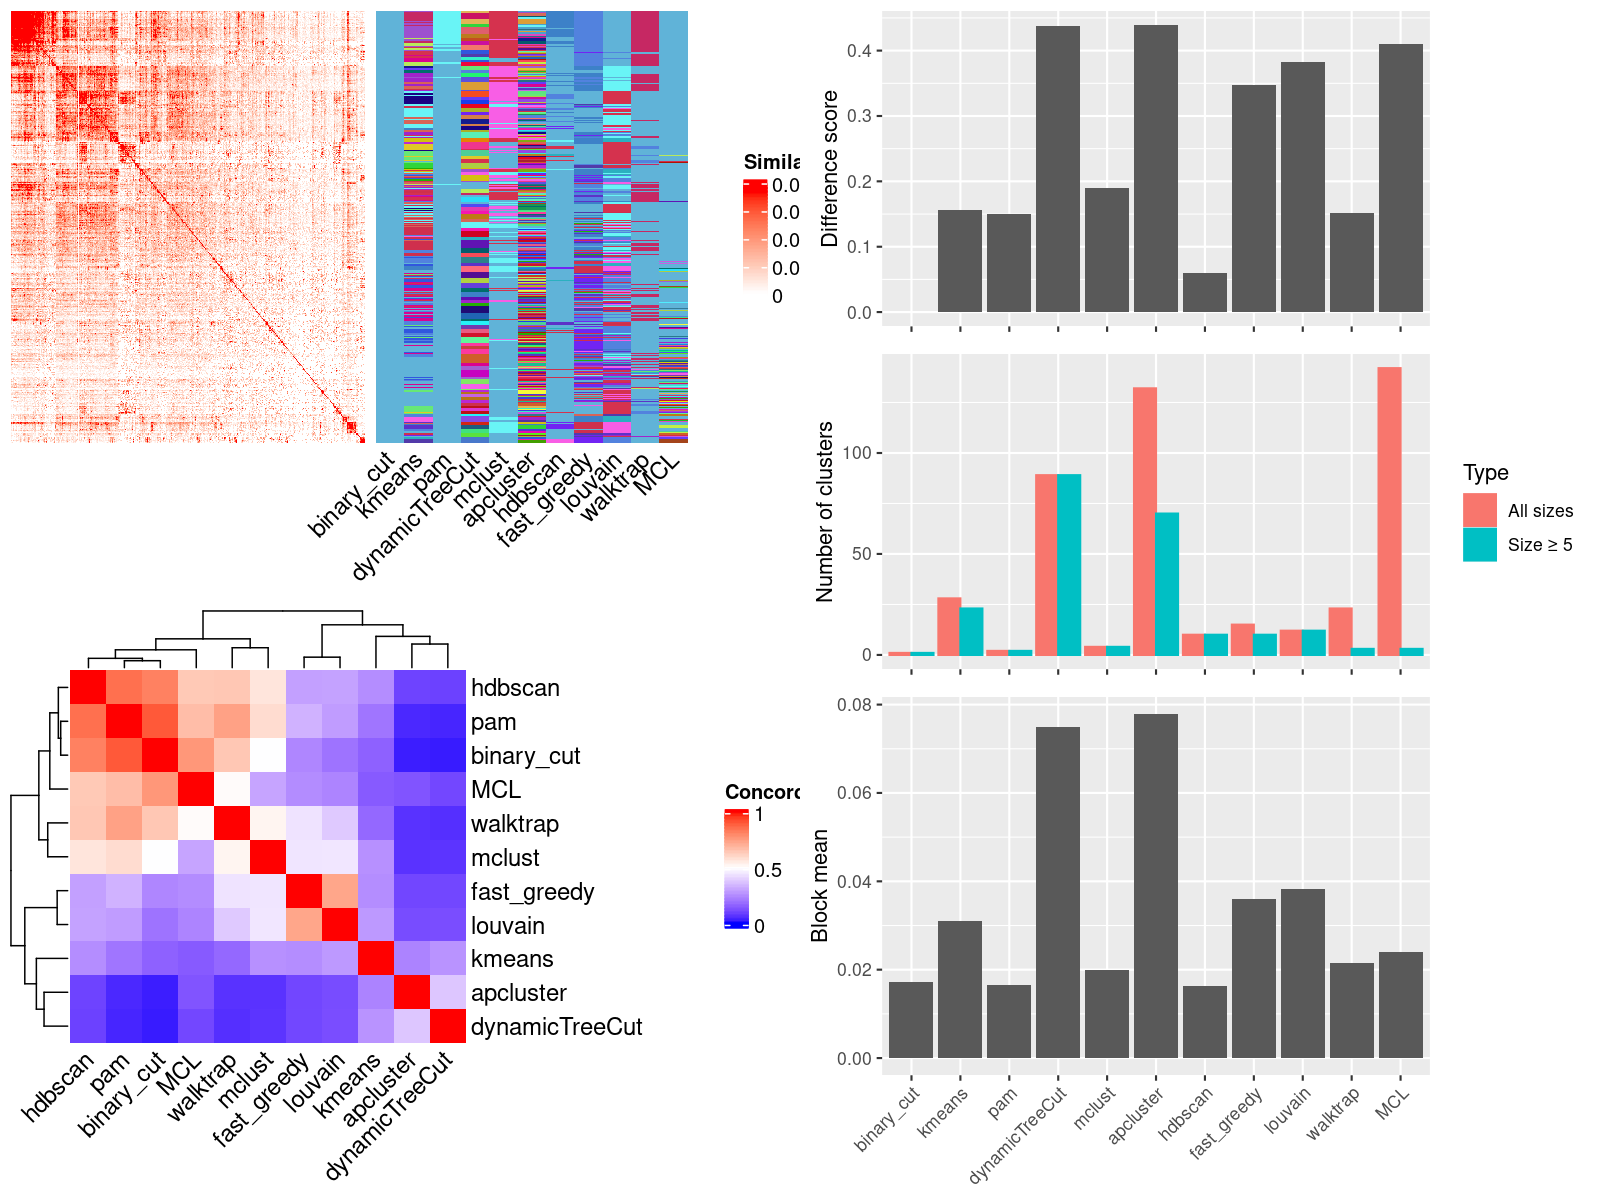 Simila
0.0
0.0
0.0
0.0
0
binary_cut
kmeans
pam
dynamicTreeCut
mclust
apcluster
hdbscan
fast_greedy
louvain
walktrap
MCL
Difference score
0.4
0.3
0.2
0.1
0.0
Number of clusters
100
50
0
Type
All sizes
Size ≥ 5
hdbscan
pam
binary_cut
MCL
walktrap
mclust
fast_greedy
louvain
kmeans
apcluster
dynamicTreeCut
hdbscan
pam
binary_cut
MCL
walktrap
mclust
fast_greedy
louvain
kmeans
apcluster
dynamicTreeCut
Concord
1
0.5
0
Block mean
0.08
0.06
0.04
0.02
0.00
binary_cut
kmeans
pam
dynamicTreeCut
mclust
apcluster
hdbscan
fast_greedy
louvain
walktrap
MCL